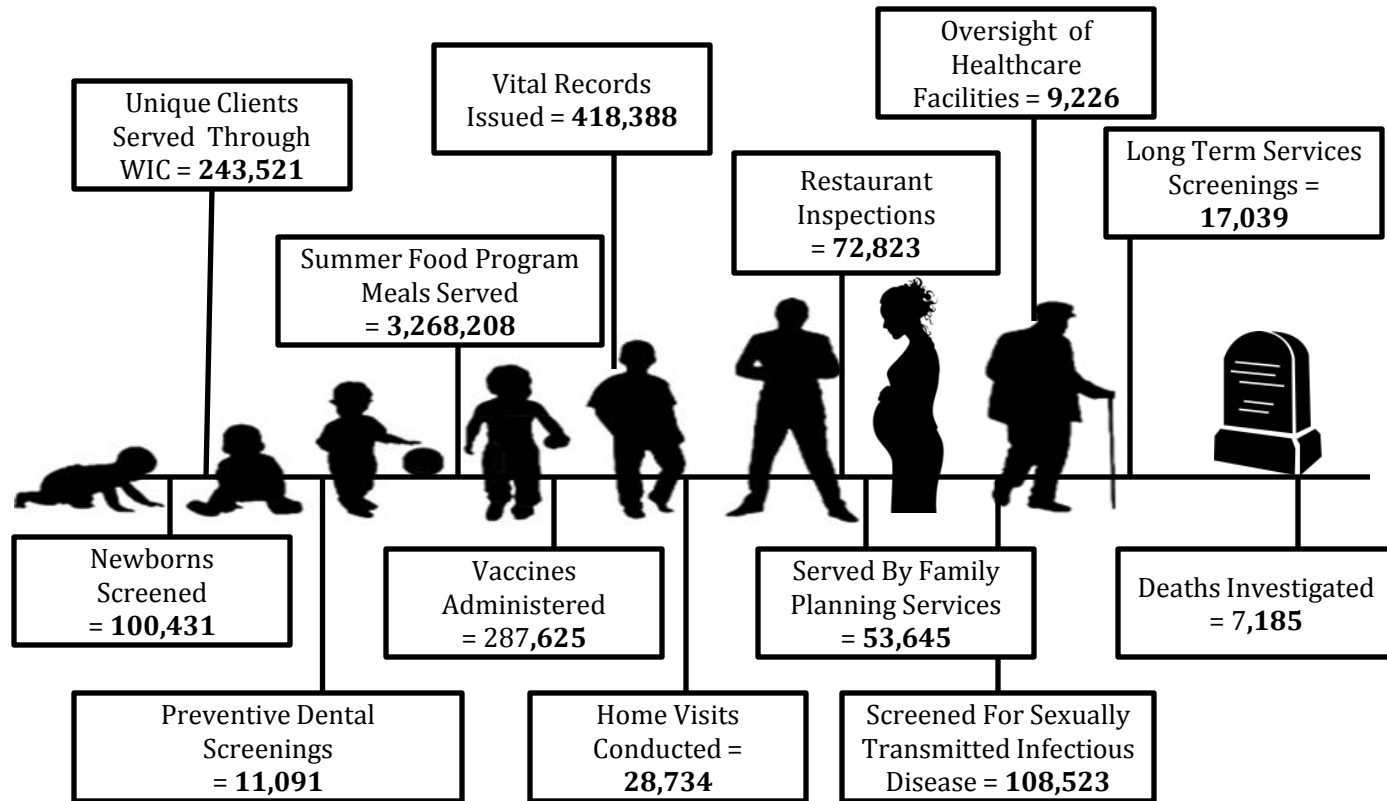 Unique Clients
Served Through
WIC = 243,521
Vital Records
Issued = 418,388
Oversight of
Healthcare
Facilities = 9,226
Summer Food Program
Meals Served
= 3,268,208
Restaurant
Inspections
= 72,823
Long Term Services
Screenings =
17,039
Newborns
Screened
= 100,431
Vaccines
Administered
= 287,625
Served By Family
Planning Services
= 53,645
Deaths Investigated
= 7,185
Preventive Dental
Screenings
= 11,091
Home Visits
Conducted =
28,734
Screened For Sexually
Transmitted Infectious
Disease = 108,523